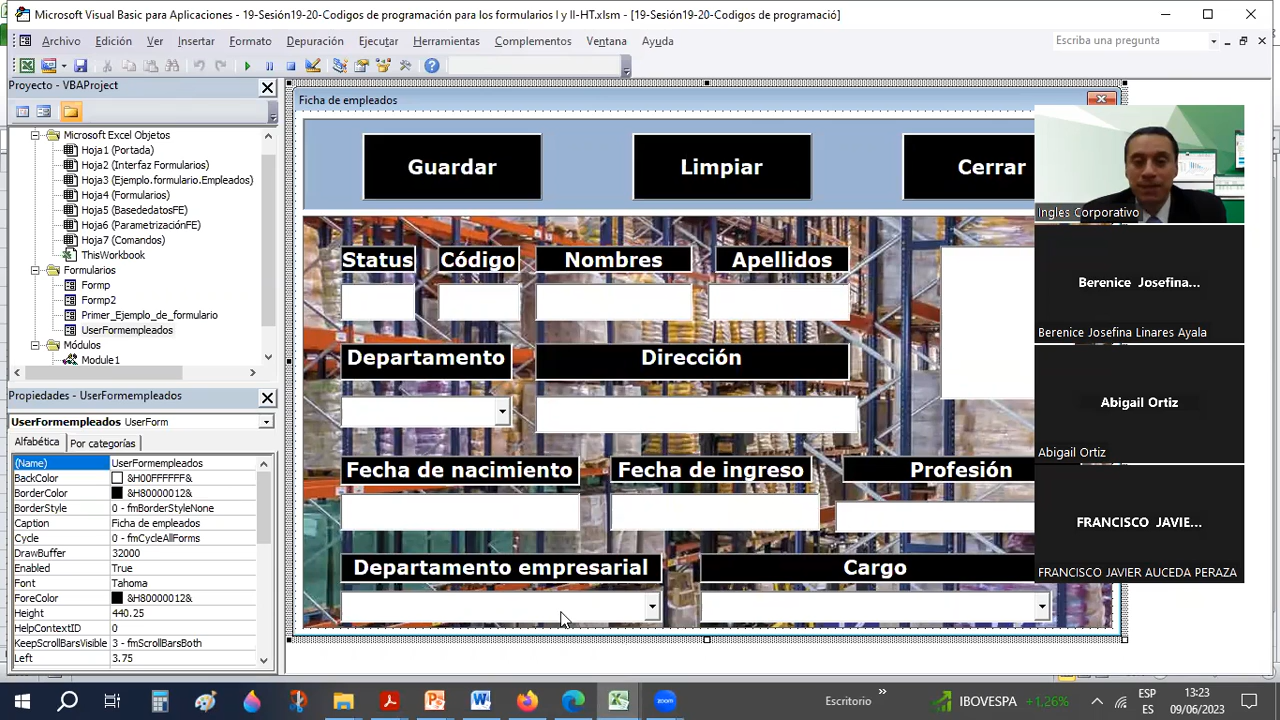 Microsoft Visual Basic para Aplicaciones - 19-Sesión19-20-Codigos de programación para los formularios I y II-HT.xlsm - [19-Sesión19-20-Codigos de programació]
Archivo Edición Ver Insertar Formato Depuración Ejecutar Herramientas Complementos Ventana Ayuda
Escriba una pregunta
Proyecto - VBAProject
Microsoft Excel Objetos
Hoja1 (Portada)
Hoja2 (Interfaz Formularios)
Hoja3 (Ejemplo.formulario.Empleados)
Hoja4 (Formularios)
Hoja5 (BasededatosFE)
Hoja6 (ParametrizaciónFE)
Hoja7 (Comandos)
ThisWorkbook
Formularios
Formp
Formp2
Primer_Ejemplo_de_formulario
UserFormempleados
Módulos
Module1
Propiedades - UserFormempleados
UserFormempleados UserForm
Alfabética Por categorías
(Name) UserFormempleados
BackColor &H00FFFFFF&
BorderColor &H80000012&
BorderStyle 0 - fmBorderStyleNone
Caption Ficha de empleados
Cycle 0 - fmCycleAllForms
DrawBuffer 32000
Enabled True
Font Tahoma
ForeColor &H80000012&
Height 440.25
HelpContextID 0
KeepScrollBarsVisible 3 - fmScrollBarsBoth
Left 3.75
Ficha de empleados
Guardar Limpiar Cerrar
Status Código Nombres Apellidos
Departamento Dirección
Fecha de nacimiento Fecha de ingreso Profesión
Departamento empresarial Cargo
Ingles Corporativo
Berenice Josefina...
Berenice Josefina Linares Ayala
Abigail Ortiz
Abigail Ortiz
FRANCISCO JAVIE...
FRANCISCO JAVIER AUCEDA PERAZA
zoom
Escritorio
IBOVESPA +1,26%
ESP
ES
13:23
09/06/2023